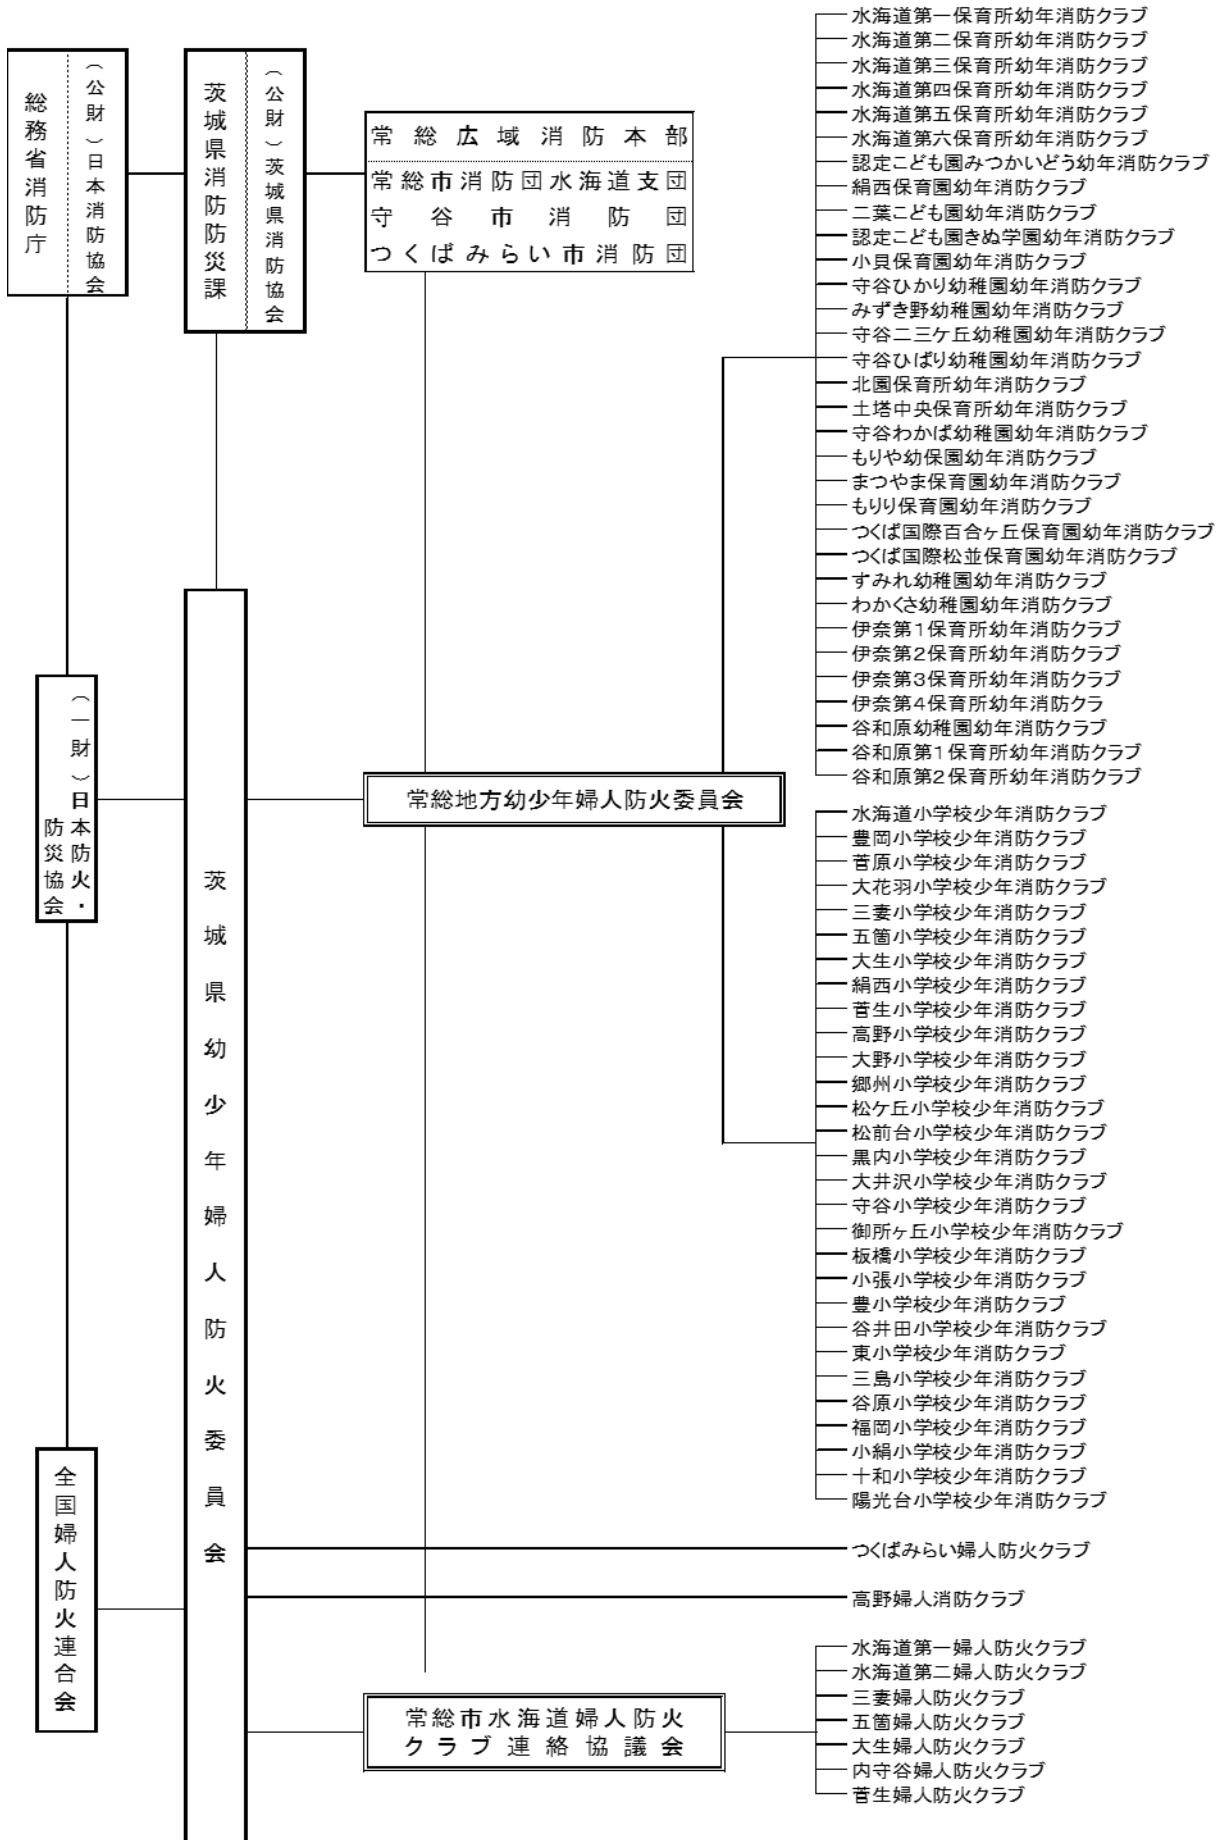 総務省消防庁
（公財）日本消防協会
茨城県消防防災課
（公財）茨城県消防協会
常総広域消防本部
常総市消防団水海道支団
守谷市消防団
つくばみらい市消防団
（一財）日本防火・
防災協会
茨城県幼少年婦人防火委員会
全国婦人防火連合会
常総地方幼少年婦人防火委員会
常総市水海道婦人防火
クラブ連絡協議会
水海道第一保育所幼年消防クラブ
水海道第二保育所幼年消防クラブ
水海道第三保育所幼年消防クラブ
水海道第四保育所幼年消防クラブ
水海道第五保育所幼年消防クラブ
水海道第六保育所幼年消防クラブ
認定こども園みつかいどう幼年消防クラブ
絹西保育園幼年消防クラブ
二葉こども園幼年消防クラブ
認定こども園きぬ学園幼年消防クラブ
小貝保育園幼年消防クラブ
守谷ひかり幼稚園幼年消防クラブ
みずき野幼稚園幼年消防クラブ
守谷二三ケ丘幼稚園幼年消防クラブ
守谷ひばり幼稚園幼年消防クラブ
北園保育所幼年消防クラブ
土塔中央保育所幼年消防クラブ
守谷わかば幼稚園幼年消防クラブ
もりや幼保園幼年消防クラブ
まつやま保育園幼年消防クラブ
もりり保育園幼年消防クラブ
つくば国際百合ヶ丘保育園幼年消防クラブ
つくば国際松並保育園幼年消防クラブ
すみれ幼稚園幼年消防クラブ
わかくさ幼稚園幼年消防クラブ
伊奈第１保育所幼年消防クラブ
伊奈第２保育所幼年消防クラブ
伊奈第３保育所幼年消防クラブ
伊奈第４保育所幼年消防クラ
谷和原幼稚園幼年消防クラブ
谷和原第１保育所幼年消防クラブ
谷和原第２保育所幼年消防クラブ
水海道小学校少年消防クラブ
豊岡小学校少年消防クラブ
菅原小学校少年消防クラブ
大花羽小学校少年消防クラブ
三妻小学校少年消防クラブ
五箇小学校少年消防クラブ
大生小学校少年消防クラブ
絹西小学校少年消防クラブ
菅生小学校少年消防クラブ
高野小学校少年消防クラブ
大野小学校少年消防クラブ
郷州小学校少年消防クラブ
松ケ丘小学校少年消防クラブ
松前台小学校少年消防クラブ
黒内小学校少年消防クラブ
大井沢小学校少年消防クラブ
守谷小学校少年消防クラブ
御所ヶ丘小学校少年消防クラブ
板橋小学校少年消防クラブ
小張小学校少年消防クラブ
豊小学校少年消防クラブ
谷井田小学校少年消防クラブ
東小学校少年消防クラブ
三島小学校少年消防クラブ
谷原小学校少年消防クラブ
福岡小学校少年消防クラブ
小絹小学校少年消防クラブ
十和小学校少年消防クラブ
陽光台小学校少年消防クラブ
つくばみらい婦人防火クラブ
高野婦人消防クラブ
水海道第一婦人防火クラブ
水海道第二婦人防火クラブ
三妻婦人防火クラブ
五箇婦人防火クラブ
大生婦人防火クラブ
内守谷婦人防火クラブ
菅生婦人防火クラブ